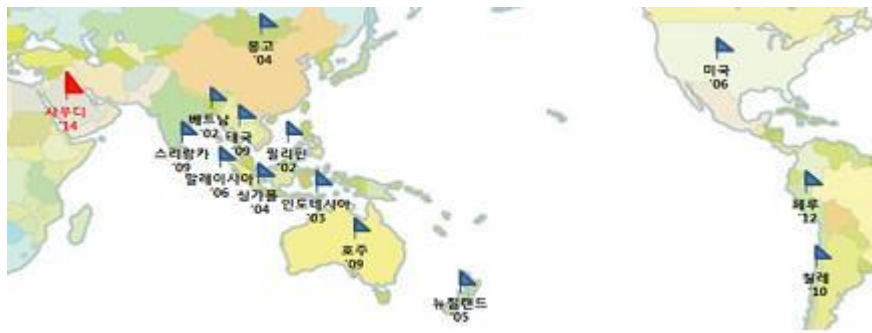 몽고
'04
미국
'06
사우디
'14
베트남
'02
태국
'09
스리랑카
'09
필리핀
'02
말레이시아
'06
싱가폴
'04
인도네시아
'03
페루
'12
호주
'09
칠레
'10
뉴질랜드
'05